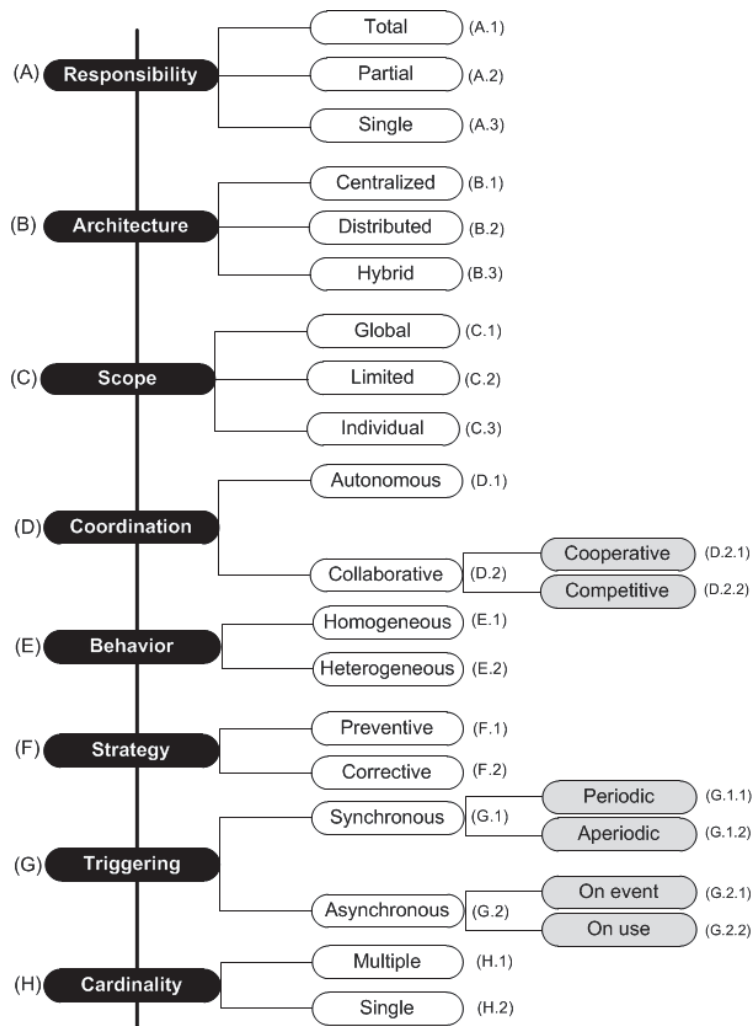 Total (A.1)
(A) Responsibility Partial (A.2)
Single (A.3)
Centralized (B.1)
(B) Architecture Distributed (B.2)
Hybrid (B.3)
Global (C.1)
(C) Scope Limited (C.2)
Individual (C.3)
Autonomous (D.1)
(D) Coordination
Cooperative (D.2.1)
Collaborative (D.2)
Competitive (D.2.2)
Homogeneous (E.1)
(E) Behavior
Heterogeneous (E.2)
Preventive (F.1)
(F) Strategy
Corrective (F.2)
Periodic (G.1.1)
Synchronous (G.1)
Aperiodic (G.1.2)
(G) Triggering
On event (G.2.1)
Asynchronous (G.2)
On use (G.2.2)
Multiple (H.1)
(H) Cardinality
Single (H.2)